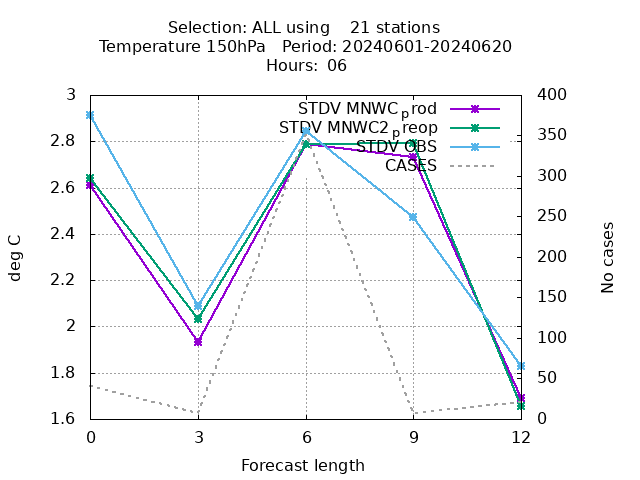 Selection: ALL using    21 stations
Temperature 150hPa   Period: 20240601-20240620
Hours: 06
3
2.8
2.6
2.4
2.2
2
1.8
1.6
400
350
300
250
200
150
100
50
0
STDV MNWCprod
STDV MNWC2preop
STDV OBS
CASES
deg C
No cases
0 3 6 9 12
Forecast length